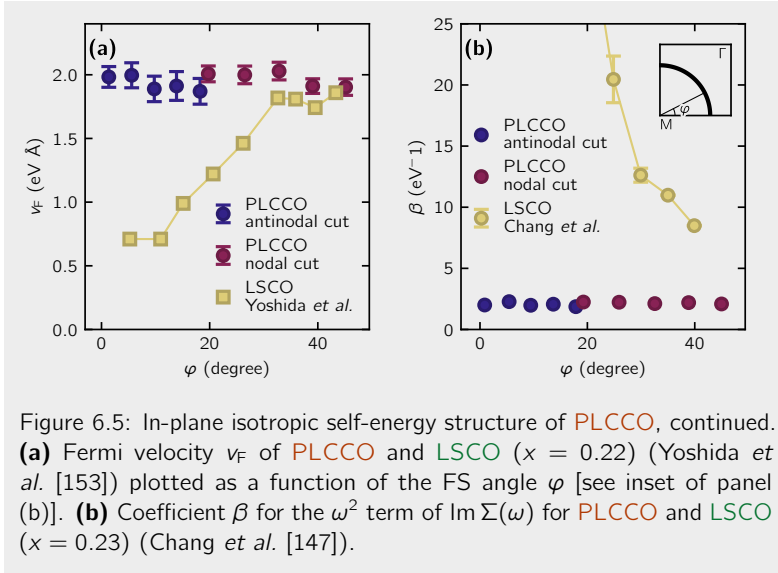 (a)
2.0
1.5
1.0
0.5
0.0
v_F (eV Å)
PLCCO
antinodal cut
PLCCO
nodal cut
LSCO
Yoshida et al.
0
20
40
φ (degree)
(b)
25
20
15
10
5
0
β (eV⁻1)
Γ
φ
M
PLCCO
antinodal cut
PLCCO
nodal cut
LSCO
Chang et al.
0
20
40
φ (degree)
Figure 6.5: In-plane isotropic self-energy structure of PLCCO, continued.
(a) Fermi velocity v_F of PLCCO and LSCO (x = 0.22) (Yoshida et
al. [153]) plotted as a function of the FS angle φ [see inset of panel
(b)]. (b) Coefficient β for the ω² term of Im Σ(ω) for PLCCO and LSCO
(x = 0.23) (Chang et al. [147]).